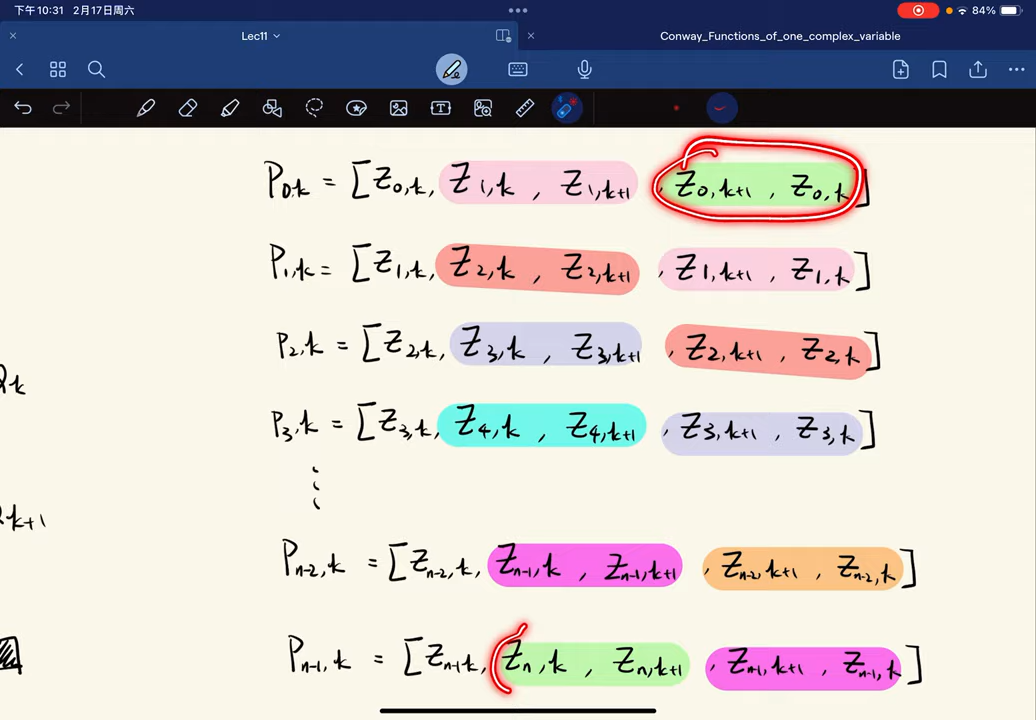 下午10:31 2月17日周六 84%
Lec11 Conway_Functions_of_one_complex_variable
P0,k = [Z0,k, Z1,k , Z1,k+1 , Z0,k+1 , Z0,k]
P1,k = [Z1,k, Z2,k , Z2,k+1 , Z1,k+1 , Z1,k]
P2,k = [Z2,k, Z3,k , Z3,k+1 , Z2,k+1 , Z2,k]
P3,k = [Z3,k, Z4,k , Z4,k+1 , Z3,k+1 , Z3,k]
⋮
Pn-2,k = [Zn-2,k, Zn-1,k , Zn-1,k+1 , Zn-2,k+1 , Zn-2,k]
Pn-1,k = [Zn-1,k, Zn,k , Zn,k+1 , Zn-1,k+1 , Zn-1,k]